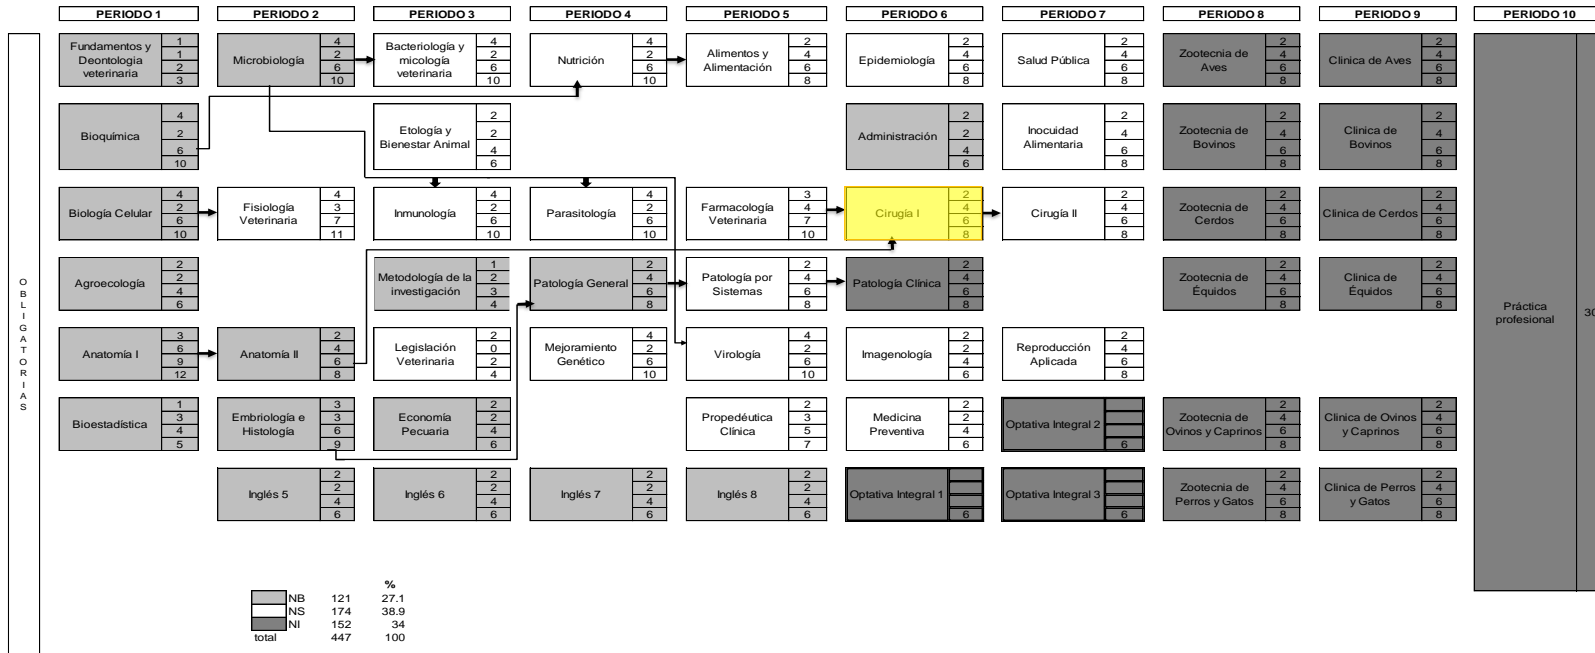 PERIODO 1
PERIODO 2
PERIODO 3
PERIODO 4
PERIODO 5
PERIODO 6
PERIODO 7
PERIODO 8
PERIODO 9
PERIODO 10
OBLIGATORIAS
Fundamentos y
Deontologia
veterinaria
1
1
2
3
Microbiología
4
2
6
10
Bacteriología y
micología
veterinaria
4
2
6
10
Nutrición
4
2
6
10
Alimentos y
Alimentación
2
4
6
8
Epidemiología
2
4
6
8
Salud Pública
2
4
6
8
Zootecnia de
Aves
2
4
6
8
Clinica de Aves
2
4
6
8
Bioquímica
4
2
6
10
Etología y
Bienestar Animal
2
2
4
6
Administración
2
2
4
6
Inocuidad
Alimentaria
2
4
6
8
Zootecnia de
Bovinos
2
4
6
8
Clinica de
Bovinos
2
4
6
8
Biología Celular
4
2
6
10
Fisiología
Veterinaria
4
3
7
11
Inmunología
4
2
6
10
Parasitología
4
2
6
10
Farmacología
Veterinaria
3
4
7
10
Cirugía I
2
4
6
8
Cirugía II
2
4
6
8
Zootecnia de
Cerdos
2
4
6
8
Clinica de Cerdos
2
4
6
8
Agroecología
2
2
4
6
Metodología de la
investigación
1
2
3
4
Patología General
2
4
6
8
Patología por
Sistemas
2
4
6
8
Patología Clínica
2
4
6
8
Zootecnia de
Équidos
2
4
6
8
Clinica de
Équidos
2
4
6
8
Práctica
profesional
30
Anatomía I
3
6
9
12
Anatomía II
2
4
6
8
Legislación
Veterinaria
2
0
2
4
Mejoramiento
Genético
4
2
6
10
Virología
4
2
6
10
Imagenología
2
2
4
6
Reproducción
Aplicada
2
4
6
8
Bioestadística
1
3
4
5
Embriología e
Histología
3
3
6
9
Economía
Pecuaria
2
2
4
6
Propedéutica
Clínica
2
3
5
7
Medicina
Preventiva
2
2
4
6
Optativa Integral 2
6
Zootecnia de
Ovinos y Caprinos
2
4
6
8
Clinica de Ovinos
y Caprinos
2
4
6
8
Inglés 5
2
2
4
6
Inglés 6
2
2
4
6
Inglés 7
2
2
4
6
Inglés 8
2
2
4
6
Optativa Integral 1
6
Optativa Integral 3
6
Zootecnia de
Perros y Gatos
2
4
6
8
Clinica de Perros
y Gatos
2
4
6
8
%
NB 121 27.1
NS 174 38.9
NI 152 34
total 447 100